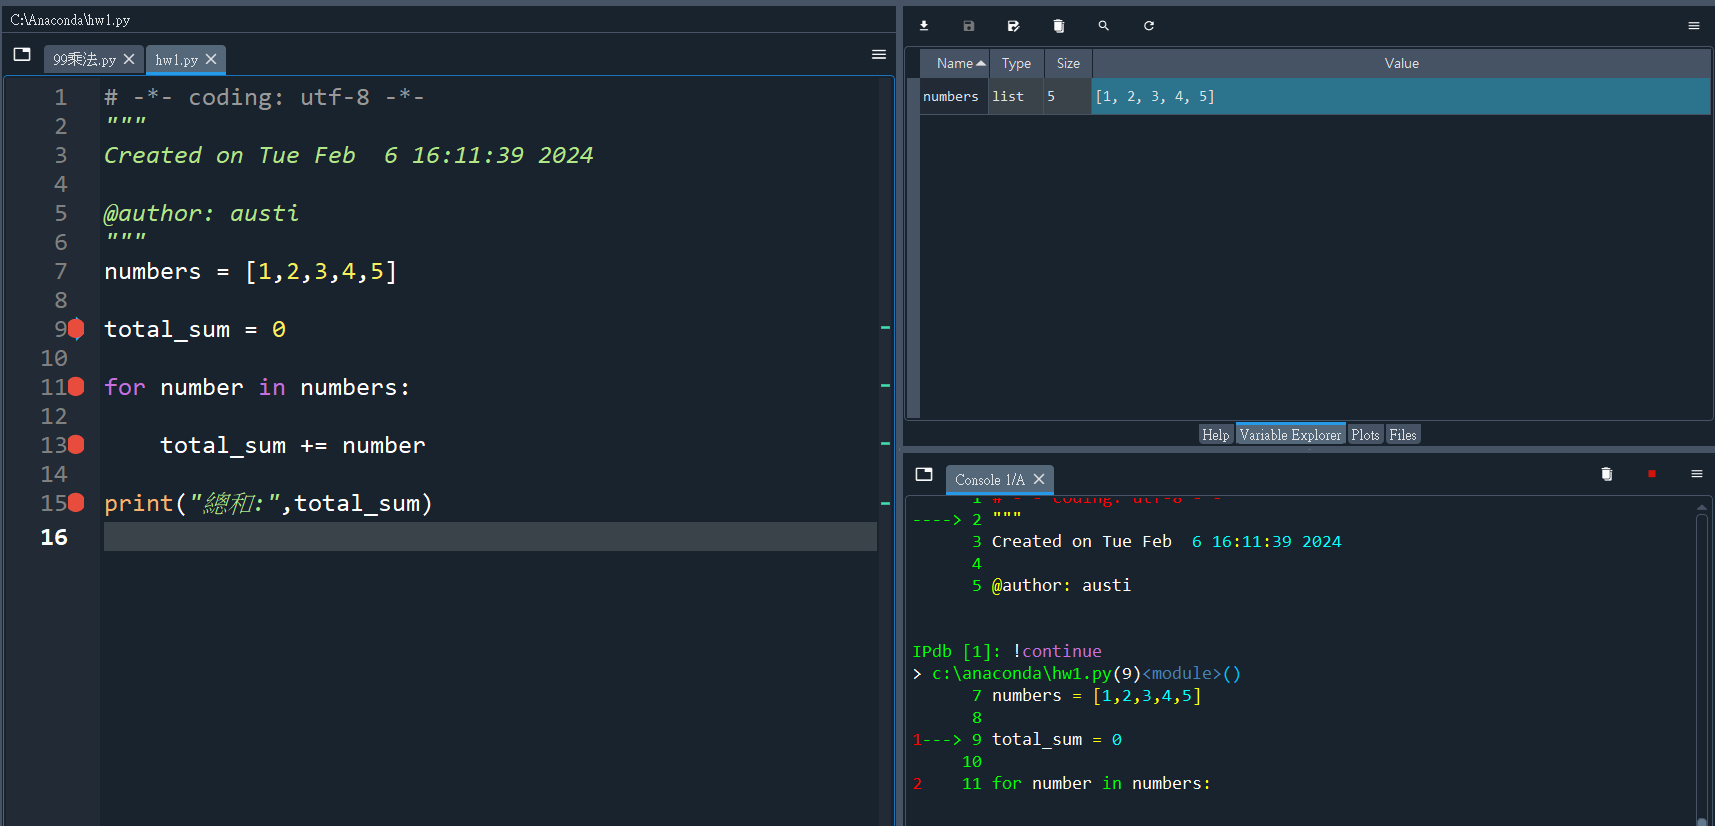 C:\Anaconda\hw1.py
99乘法.py
hw1.py
1 # -*- coding: utf-8 -*-
2 """
3 Created on Tue Feb  6 16:11:39 2024
4
5 @author: austi
6 """
7 numbers = [1,2,3,4,5]
8
9 total_sum = 0
10
11 for number in numbers:
12
13     total_sum += number
14
15 print("總和:",total_sum)
16
Name Type Size Value
numbers list 5 [1, 2, 3, 4, 5]
Help Variable Explorer Plots Files
Console 1/A
1 # -*- coding: utf-8 -*-
----> 2 """
3 Created on Tue Feb  6 16:11:39 2024
4
5 @author: austi
IPdb [1]: !continue
> c:\anaconda\hw1.py(9)<module>()
7 numbers = [1,2,3,4,5]
8
1---> 9 total_sum = 0
10
2    11 for number in numbers: